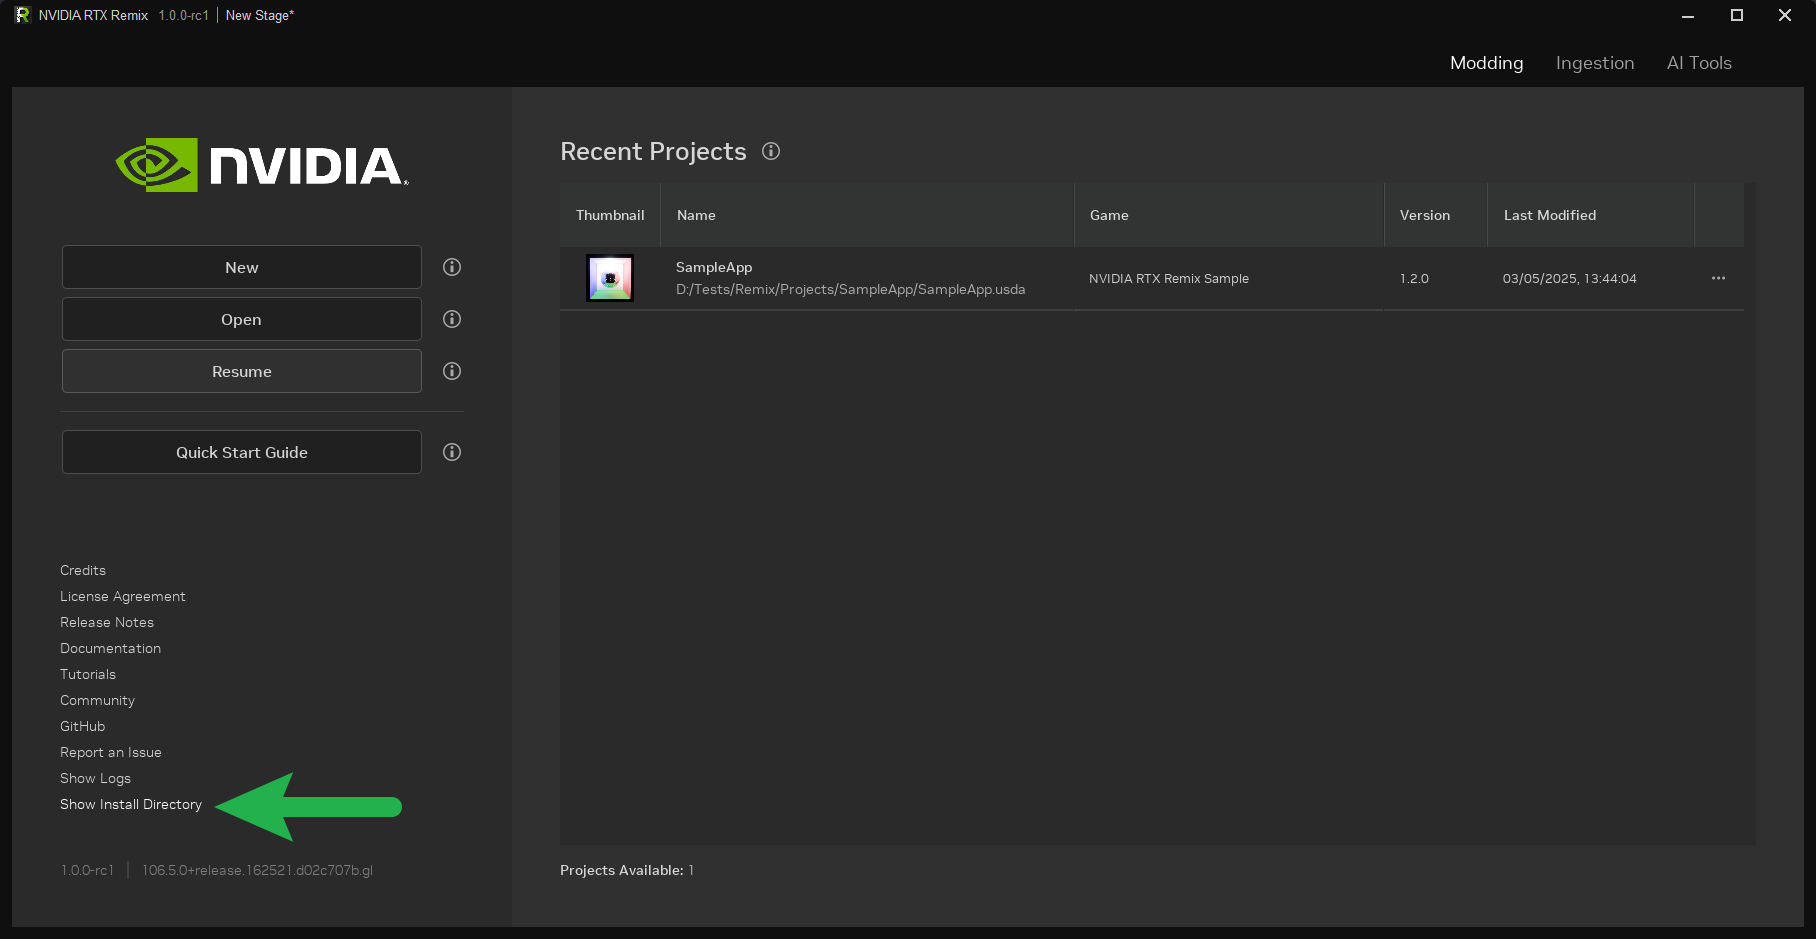 NVIDIA RTX Remix 1.0.0-rc1 | New Stage*
Modding Ingestion AI Tools
NVIDIA
New
Open
Resume
Quick Start Guide
Credits
License Agreement
Release Notes
Documentation
Tutorials
Community
GitHub
Report an Issue
Show Logs
Show Install Directory
1.0.0-rc1 | 106.5.0+release.162521.d02c707b.gl
Recent Projects
Thumbnail Name Game Version Last Modified
SampleApp
D:/Tests/Remix/Projects/SampleApp/SampleApp.usda
NVIDIA RTX Remix Sample
1.2.0
03/05/2025, 13:44:04
Projects Available: 1